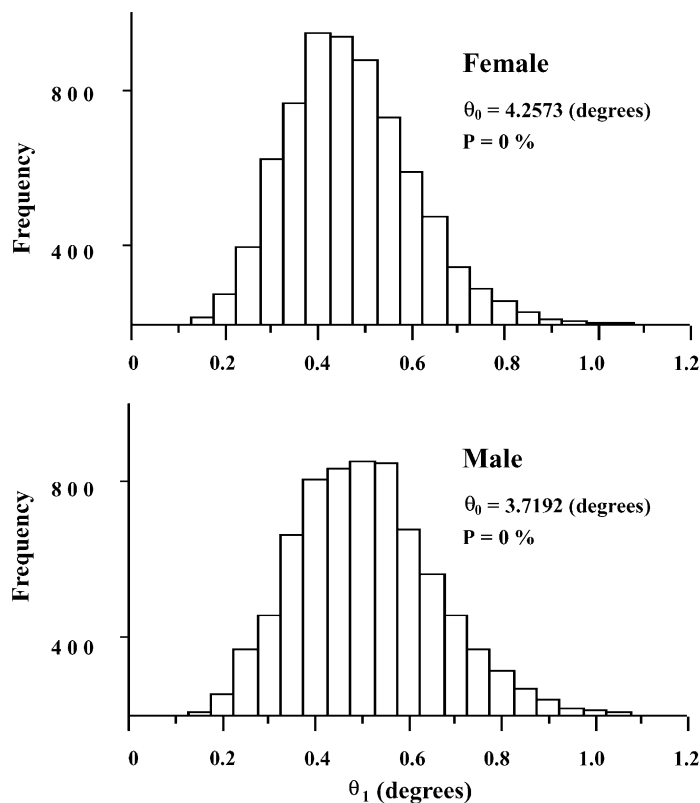 Female
θ₀ = 4.2573 (degrees)
P = 0 %
Frequency
800
400
0 0.2 0.4 0.6 0.8 1.0 1.2
Male
θ₀ = 3.7192 (degrees)
P = 0 %
Frequency
800
400
0 0.2 0.4 0.6 0.8 1.0 1.2
θ₁ (degrees)